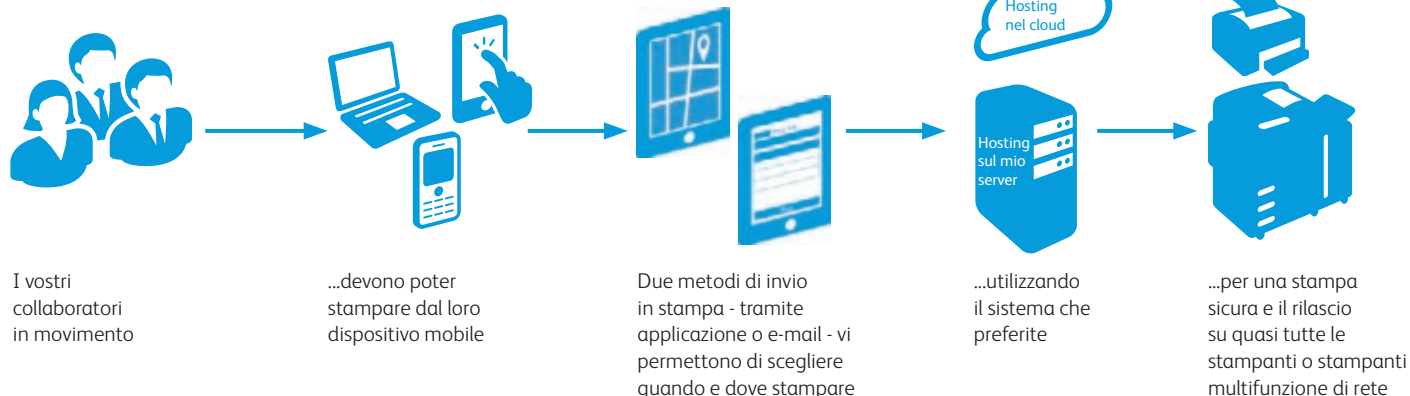 Hosting
nel cloud
Hosting
sul mio
server
I vostri
collaboratori
in movimento
...devono poter
stampare dal loro
dispositivo mobile
Due metodi di invio
in stampa - tramite
applicazione o e-mail - vi
permettono di scegliere
quando e dove stampare
...utilizzando
il sistema che
preferite
...per una stampa
sicura e il rilascio
su quasi tutte le
stampanti o stampanti
multifunzione di rete